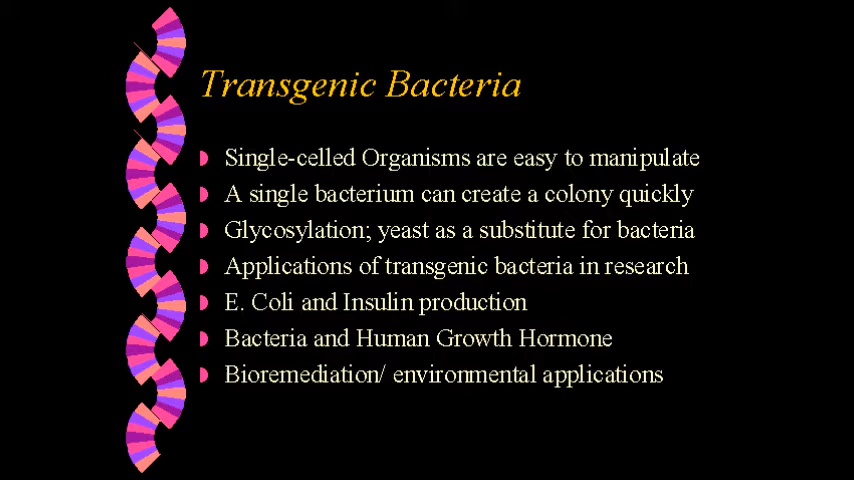 Transgenic Bacteria
Single-celled Organisms are easy to manipulate
A single bacterium can create a colony quickly
Glycosylation; yeast as a substitute for bacteria
Applications of transgenic bacteria in research
E. Coli and Insulin production
Bacteria and Human Growth Hormone
Bioremediation/ environmental applications